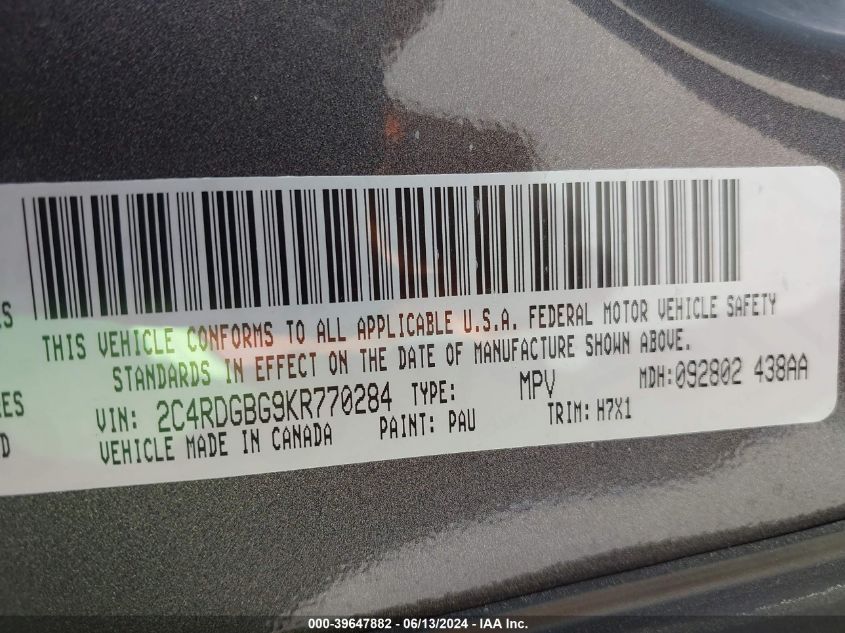 ES
THIS VEHICLE CONFORMS TO ALL APPLICABLE U.S.A. FEDERAL MOTOR VEHICLE SAFETY
STANDARDS IN EFFECT ON THE DATE OF MANUFACTURE SHOWN ABOVE.
RES
VIN: 2C4RDGBG9KR770284 TYPE: MPV MDH:092802 438AA
D
VEHICLE MADE IN CANADA PAINT: PAU TRIM: H7X1
000-39647882 - 06/13/2024 - IAA Inc.